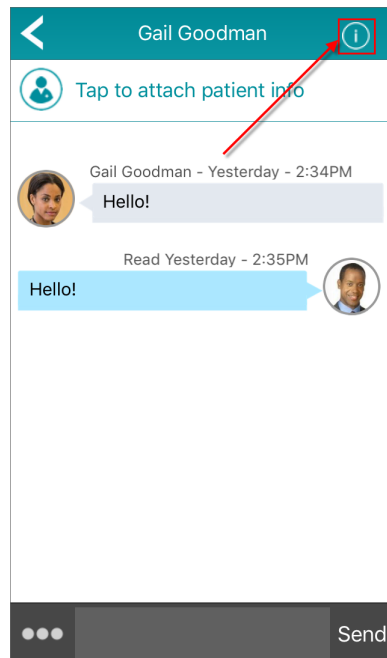 Gail Goodman
Tap to attach patient info
Gail Goodman - Yesterday - 2:34PM
Hello!
Read Yesterday - 2:35PM
Hello!
Send